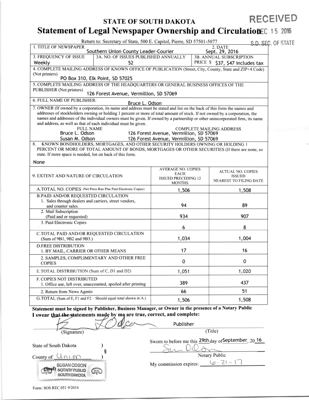 STATE OF SOUTH DAKOTA
RECEIVED
Statement of Legal Newspaper Ownership and Circulation
DEC 15 2016
Return to: Secretary of State, 500 E. Capitol, Pierre, SD 57501-5077
S.D. SEC. OF STATE
1. TITLE OF NEWSPAPER
Southern Union County Leader-Courier
2. DATE
Sept. 29, 2016
3. FREQUENCY OF ISSUE
Weekly
3A. NO. ISSUES PUBLISHED ANNUALLY
52
3B. ANNUAL SUBSCRIPTION
PRICE $ $37, $47 includes tax
4. COMPLETE MAILING ADDRESS OF KNOWN OFFICE OF PUBLICATION (Street, City, County, State and ZIP+4 Code)
(Not printers)
PO Box 310, Elk Point, SD 57025
5. COMPLETE MAILING ADDRESS OF THE HEADQUARTERS OR GENERAL BUSINESS OFFICES OF THE
PUBLISHER (Not printer)
126 Forest Avenue, Vermillion, SD 57069
6. FULL NAME OF PUBLISHER:
Bruce L. Odson
7. OWNER (If owned by a corporation, its name and address must be stated and list on the back of this form the names and
addresses of stockholders owning or holding 1 percent or more of total amount of stock. If not owned by a corporation, the
names and addresses of the individual owners must be given. If owned by a partnership or other unincorporated firm, its name
and address, as well as that of each individual must be given)
FULL NAME
COMPLETE MAILING ADDRESS
Bruce L. Odson
126 Forest Avenue, Vermillion, SD 57069
Susan M. Odson
126 Forest Avenue, Vermillion, SD 57069
8. KNOWN BONDHOLDERS, MORTGAGES, AND OTHER SECURITY HOLDERS OWNING OR HOLDING 1
PERCENT OR MORE OF TOTAL AMOUNT OF BONDS, MORTGAGES OR OTHER SECURITIES (If there are none, so
state. If more space is needed, list on back of this form.
None
9. EXTENT AND NATURE OF CIRCULATION
AVERAGE NO. COPIES
EACH
ISSUED PRECEDING 12
MONTHS
ACTUAL NO. COPIES
ISSUED
NEAREST TO FILING DATE
A. TOTAL NO. COPIES
1,506
1,508
B. PAID AND/OR REQUESTED CIRCULATION
1. Sales through dealers and carriers, street vendors,
and counter sales.
94
89
2. Mail Subscription
(Paid and or requested)
934
907
3. Paid Electronic Copies
6
8
C. TOTAL PAID AND/OR REQUESTED CIRCULATION
(Sum of 9B1, 9B2 and 9B3.)
1,034
1,004
D. FREE DISTRIBUTION
1. BY MAIL, CARRIER OR OTHER MEANS
17
16
2. SAMPLES, COMPLIMENTARY AND OTHER FREE
COPIES
0
0
E. TOTAL DISTRIBUTION (Sum of C, D1 and D2)
1,051
1,020
F. COPIES NOT DISTRIBUTED
1. Office use, left over, unaccounted, spoiled after printing
389
437
2. Return from News Agents
66
51
G. TOTAL (Sum of E, F1 and F2 - Should equal total shown in A.)
1,506
1,508
Statement must be signed by Publisher, Business Manager, or Owner in the presence of a Notary Public
I swear that the statements made by me are true, correct, and complete:
Publisher
(Signature)
(Title)
Sworn to before me this 29th day of September, 20 16
State of South Dakota )
§
County of Union )
Notary Public
SUSAN ODSON
NOTARY PUBLIC
SOUTH DAKOTA
My commission expires: 6-21-17